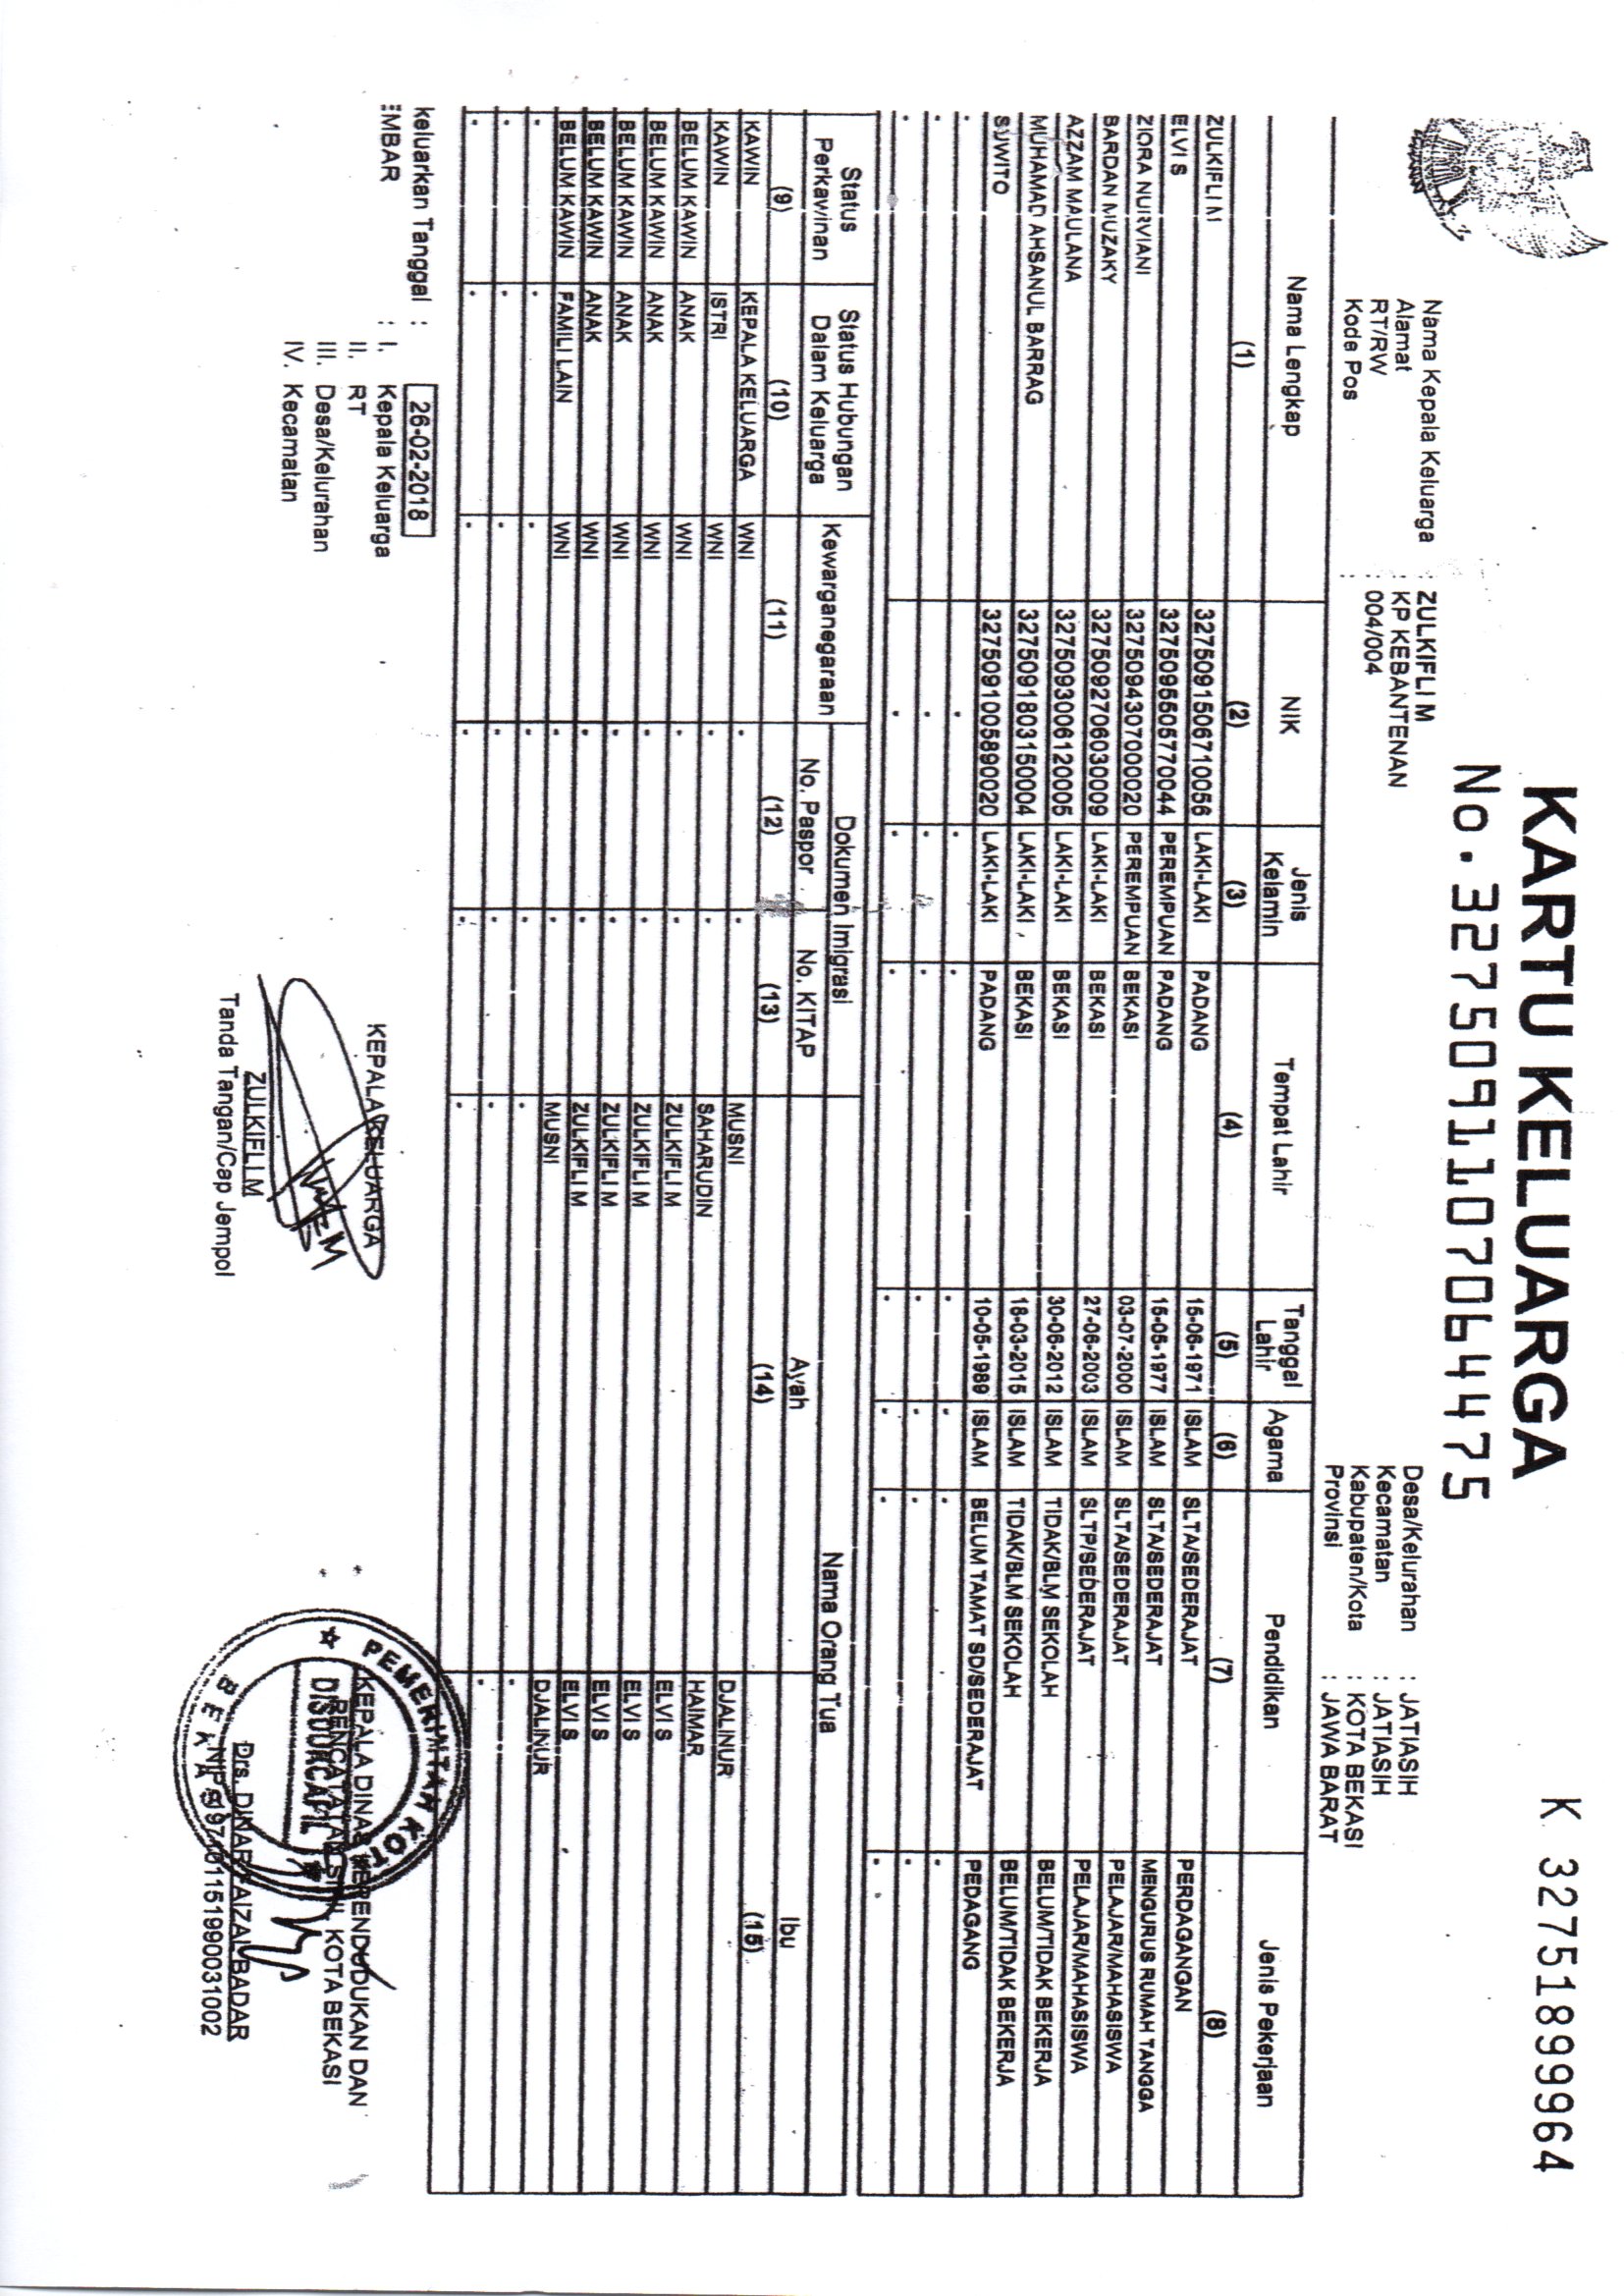 KARTU KELUARGA
K 32751899964
No. 3275091107064475
Nama Kepala Keluarga : ZULKIFLI M
Alamat : KP KEBANTENAN
RT/RW : 004/004
Kode Pos :
Desa/Kelurahan : JATIASIH
Kecamatan : JATIASIH
Kabupaten/Kota : KOTA BEKASI
Provinsi : JAWA BARAT
Nama Lengkap NIK Jenis Kelamin Tempat Lahir Tanggal Lahir Agama Pendidikan Jenis Pekerjaan
(1) (2) (3) (4) (5) (6) (7) (8)
ZULKIFLI M 3275091506710056 LAKI-LAKI PADANG 15-06-1971 ISLAM SLTA/SEDERAJAT PERDAGANGAN
ELVI S 3275095505770044 PEREMPUAN PADANG 15-05-1977 ISLAM SLTA/SEDERAJAT MENGURUS RUMAH TANGGA
ZIORA NURVIANI 3275094307000020 PEREMPUAN BEKASI 03-07-2000 ISLAM SLTA/SEDERAJAT PELAJAR/MAHASISWA
BARDAN MUZAKY 3275092706030009 LAKI-LAKI BEKASI 27-06-2003 ISLAM SLTP/SEDERAJAT PELAJAR/MAHASISWA
AZZAM MAULANA 3275093006120005 LAKI-LAKI BEKASI 30-06-2012 ISLAM TIDAK/BLM SEKOLAH BELUM/TIDAK BEKERJA
MUHAMAD AHSANUL BARRAG 3275091803150004 LAKI-LAKI BEKASI 18-03-2015 ISLAM TIDAK/BLM SEKOLAH BELUM/TIDAK BEKERJA
SUWITO 3275091005890020 LAKI-LAKI PADANG 10-05-1989 ISLAM BELUM TAMAT SD/SEDERAJAT PEDAGANG
- - - - - - - -
- - - - - - - -
- - - - - - - -
Status Perkawinan Status Hubungan Dalam Keluarga Kewarganegaraan Dokumen Imigrasi Nama Orang Tua
No. Paspor No. KITAP Ayah Ibu
(9) (10) (11) (12) (13) (14) (15)
KAWIN KEPALA KELUARGA WNI - - MUSNI DJALINUR
KAWIN ISTRI WNI - - SAHARUDIN HAIMAR
BELUM KAWIN ANAK WNI - - ZULKIFLI M ELVI S
BELUM KAWIN ANAK WNI - - ZULKIFLI M ELVI S
BELUM KAWIN ANAK WNI - - ZULKIFLI M ELVI S
BELUM KAWIN ANAK WNI - - ZULKIFLI M ELVI S
BELUM KAWIN FAMILI LAIN WNI - - MUSNI DJALINUR
- - - - - - -
- - - - - - -
- - - - - -
keluarkan Tanggal : 26-02-2018
EMBAR : I. Kepala Keluarga
II. RT
III. Desa/Kelurahan
IV. Kecamatan
KEPALA KELUARGA
ZULKIFLI M
Tanda Tangan/Cap Jempol
KEPALA DINAS KEPENDUDUKAN DAN
PENCATATAN SIPIL KOTA BEKASI
PEMERINTAH KOTA
DISDUKCAPIL
BEKASI
Drs. DINAR FAIZAL BADAR